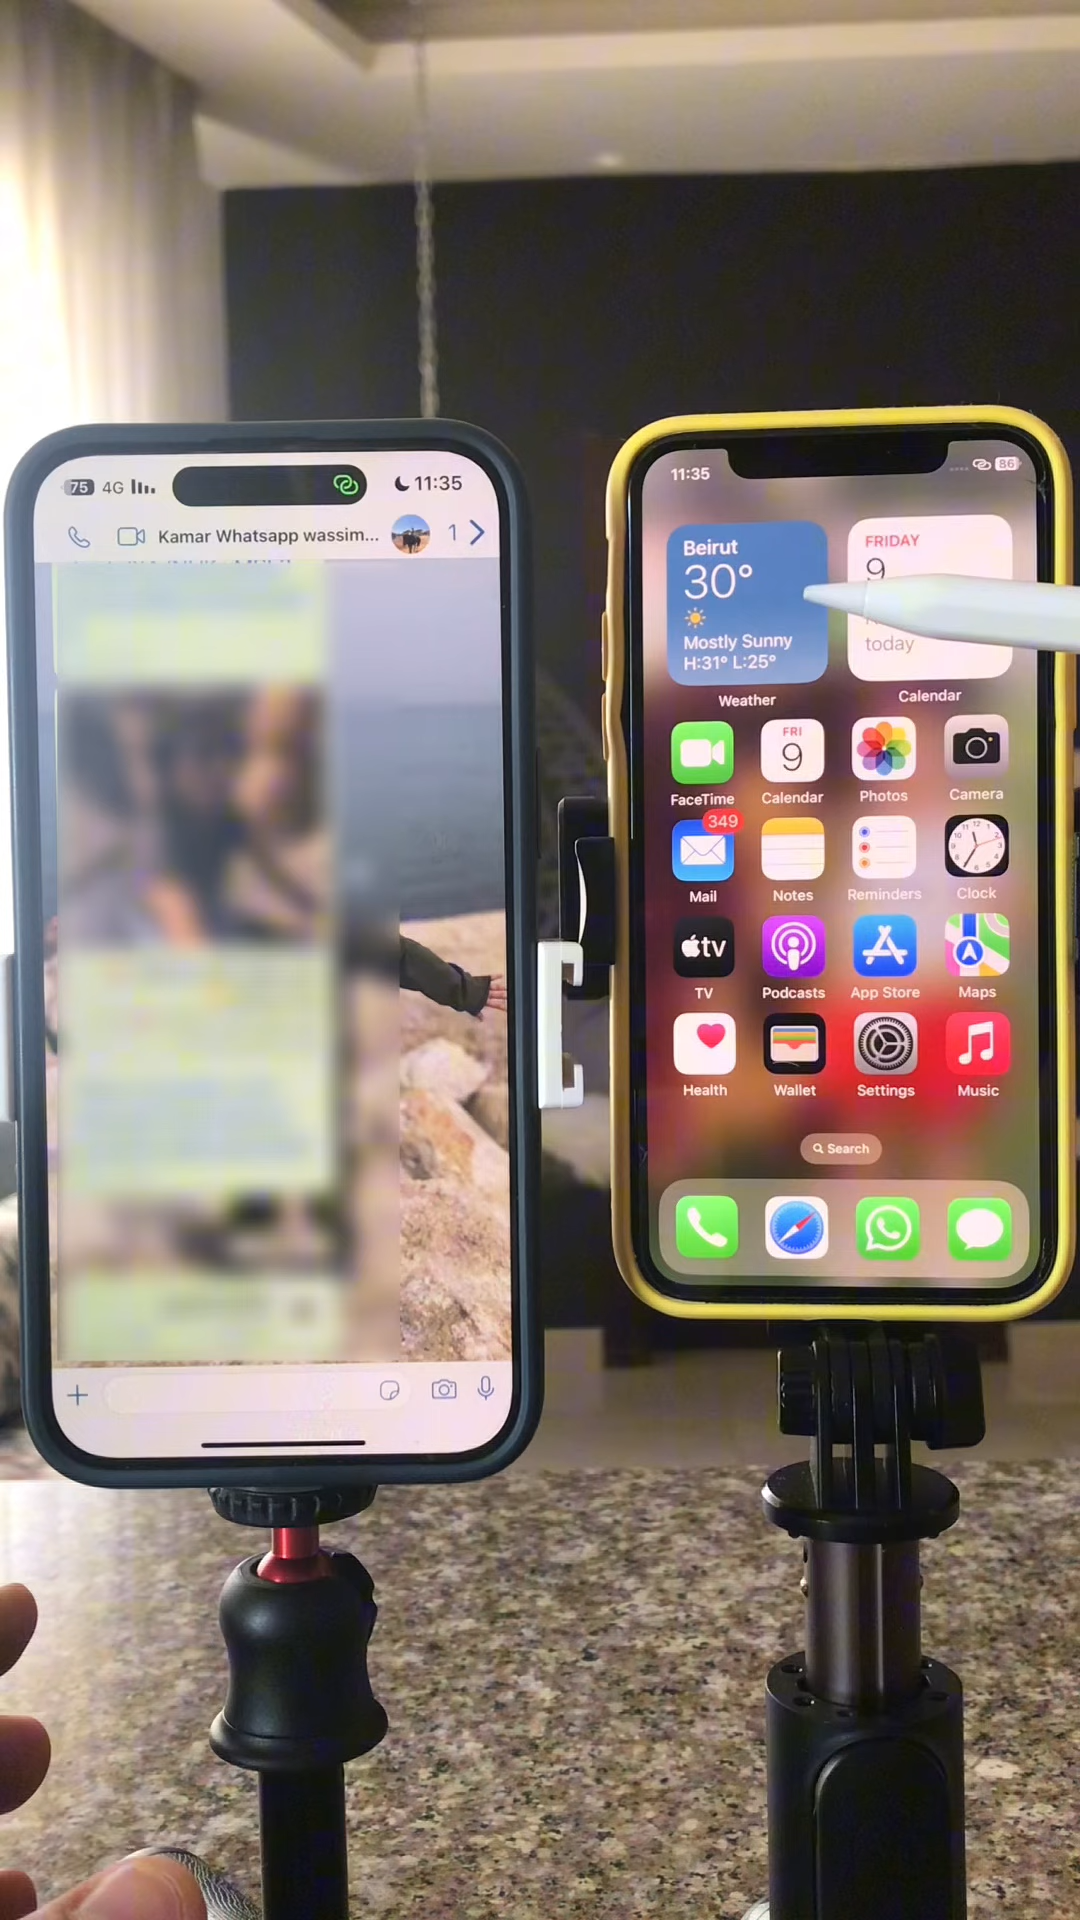 75 4G 11:35
Kamar Whatsapp wassim... 1
11:35 86
Beirut
30°
Mostly Sunny
H:31° L:25°
Weather
FRIDAY
9
today
Calendar
FaceTime
FRI
9
Calendar
Photos
Camera
349
Mail
Notes
Reminders
12
Clock
tv
TV
Podcasts
App Store
Maps
Health
Wallet
Settings
Music
Search